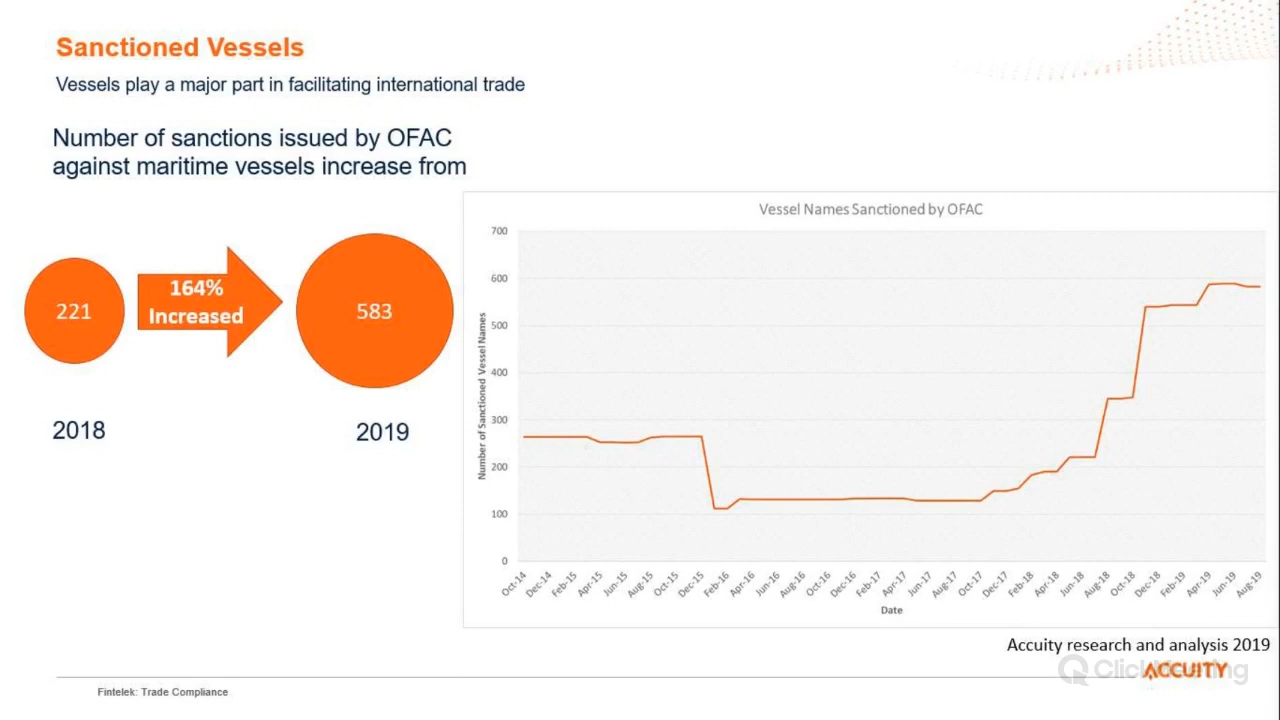 Sanctioned Vessels
Vessels play a major part in facilitating international trade
Number of sanctions issued by OFAC
against maritime vessels increase from
221
164%
Increased
583
2018
2019
Vessel Names Sanctioned by OFAC
Number of Sanctioned Vessel Names
700
600
500
400
300
200
100
0
Oct-14 Dec-14 Feb-15 Apr-15 Jun-15 Aug-15 Oct-15 Dec-15 Feb-16 Apr-16 Jun-16 Aug-16 Oct-16 Dec-16 Feb-17 Apr-17 Jun-17 Aug-17 Oct-17 Dec-17 Feb-18 Apr-18 Jun-18 Aug-18 Oct-18 Dec-18 Feb-19 Apr-19 Jun-19 Aug-19
Date
Accuity research and analysis 2019
ACCUITY
Fintelek: Trade Compliance